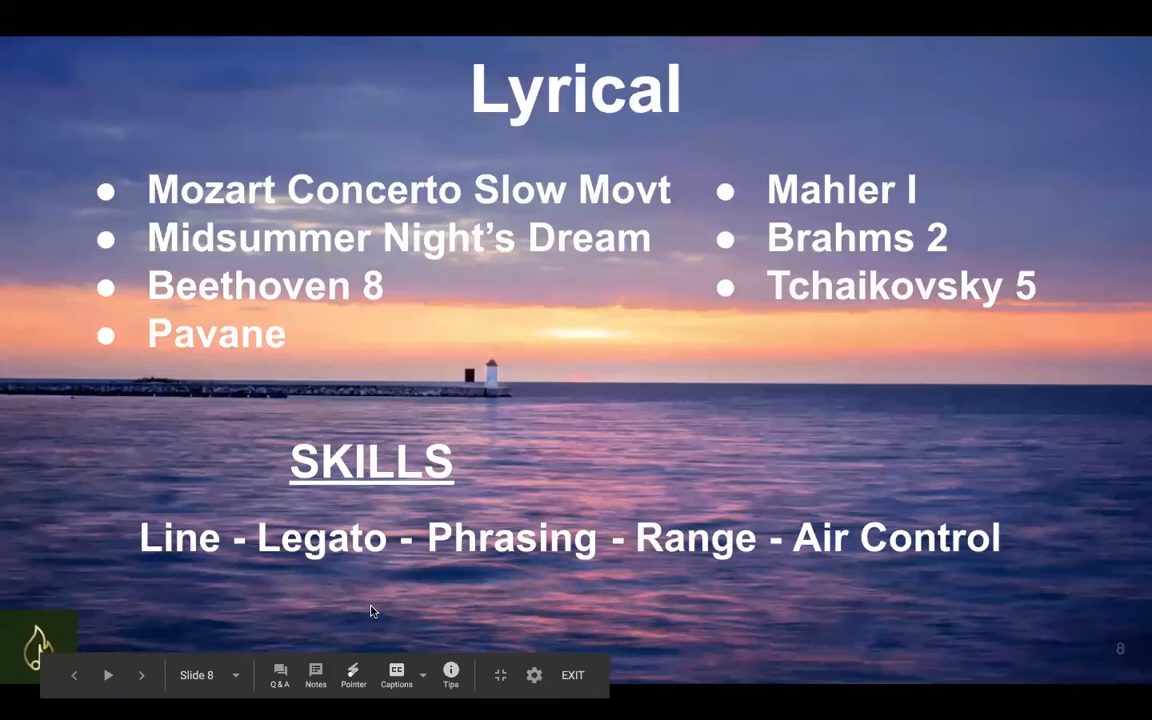 Lyrical
● Mozart Concerto Slow Movt
● Midsummer Night's Dream
● Beethoven 8
● Pavane
● Mahler I
● Brahms 2
● Tchaikovsky 5
SKILLS
Line - Legato - Phrasing - Range - Air Control
8
Slide 8
Q & A
Notes
Pointer
CC
Captions
Tips
EXIT